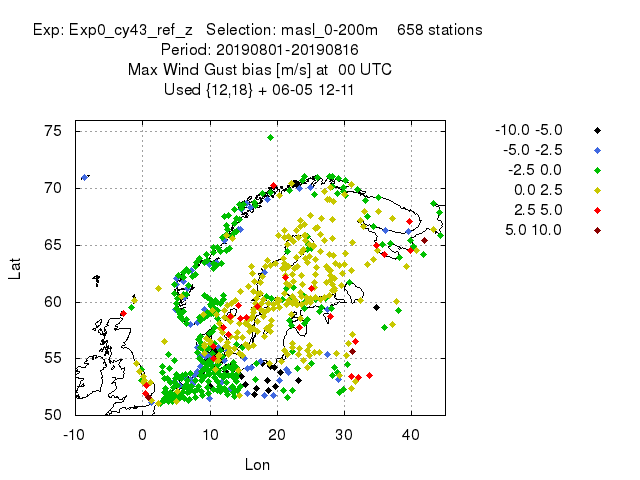 Exp: Exp0_cy43_ref_z Selection: masl_0-200m 658 stations
Period: 20190801-20190816
Max Wind Gust bias [m/s] at 00 UTC
Used {12,18} + 06-05 12-11
-10.0 -5.0
-5.0 -2.5
-2.5 0.0
0.0 2.5
2.5 5.0
5.0 10.0
75
70
65
60
55
50
Lat
-10 0 10 20 30 40
Lon